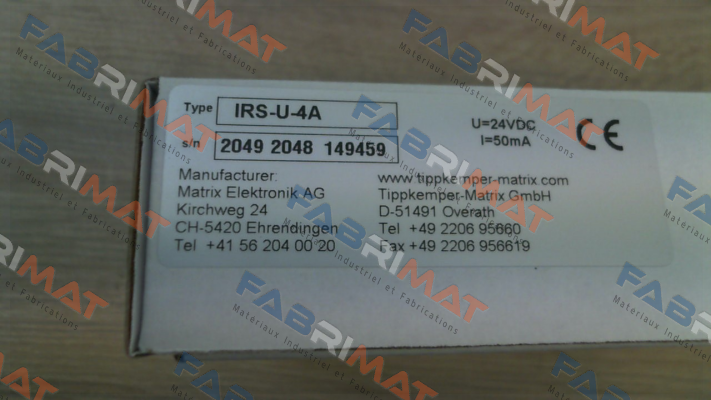 Type IRS-U-4A
s/n 2049 2048 149459
U=24VDC
I=50mA
CE
Manufacturer:
Matrix Elektronik AG
Kirchweg 24
CH-5420 Ehrendingen
Tel +41 56 204 00 20
www.tippkemper-matrix.com
Tippkemper-Matrix GmbH
D-51491 Overath
Tel +49 2206 95660
Fax +49 2206 956619
FABRIMAT
Materiaux Industriel et Fabrications